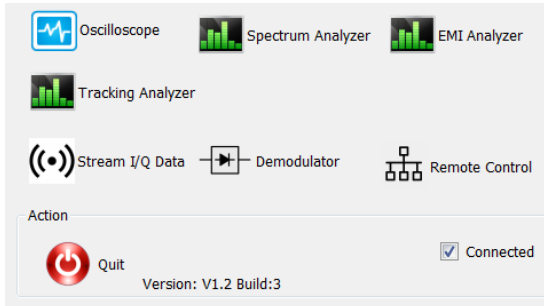 Oscilloscope
Spectrum Analyzer
EMI Analyzer
Tracking Analyzer
Stream I/Q Data
Demodulator
Remote Control
Action
Quit
Connected
Version: V1.2 Build:3